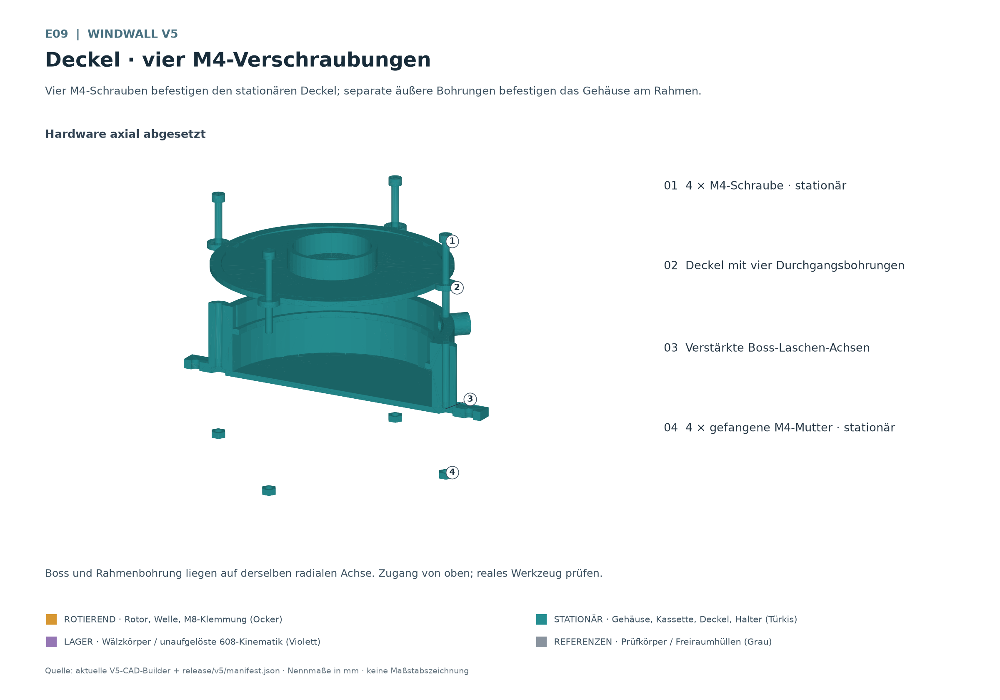 E09 | WINDWALL V5
Deckel · vier M4-Verschraubungen
Vier M4-Schrauben befestigen den stationären Deckel; separate äußere Bohrungen befestigen das Gehäuse am Rahmen.
Hardware axial abgesetzt
01 4 × M4-Schraube · stationär
1
02 Deckel mit vier Durchgangsbohrungen
2
03 Verstärkte Boss-Laschen-Achsen
3
04 4 × gefangene M4-Mutter · stationär
4
Boss und Rahmenbohrung liegen auf derselben radialen Achse. Zugang von oben; reales Werkzeug prüfen.
ROTIEREND · Rotor, Welle, M8-Klemmung (Ocker)
STATIONÄR · Gehäuse, Kassette, Deckel, Halter (Türkis)
LAGER · Wälzkörper / unaufgelöste 608-Kinematik (Violett)
REFERENZEN · Prüfkörper / Freiraumhüllen (Grau)
Quelle: aktuelle V5-CAD-Builder + release/v5/manifest.json · Nennmaße in mm · keine Maßstabszeichnung